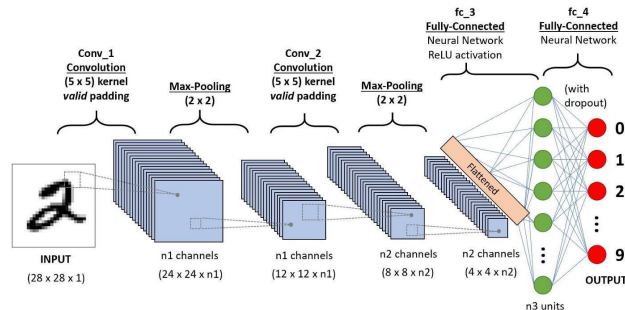 Conv_1
Convolution
(5 x 5) kernel
valid padding
Max-Pooling
(2 x 2)
Conv_2
Convolution
(5 x 5) kernel
valid padding
Max-Pooling
(2 x 2)
fc_3
Fully-Connected
Neural Network
ReLU activation
fc_4
Fully-Connected
Neural Network
(with
dropout)
2
INPUT
(28 x 28 x 1)
n1 channels
(24 x 24 x n1)
n1 channels
(12 x 12 x n1)
n2 channels
(8 x 8 x n2)
n2 channels
(4 x 4 x n2)
Flattened
n3 units
0
1
2
9
OUTPUT